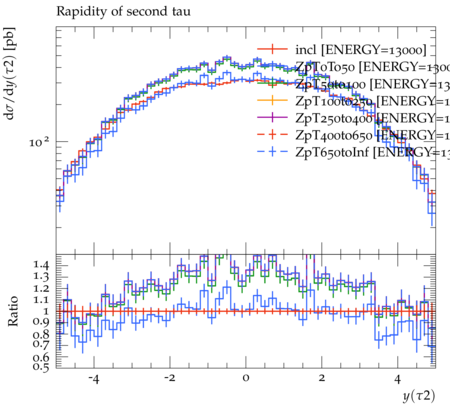 Rapidity of second tau
dσ/dy(τ2) [pb]
incl [ENERGY=13000]
ZpT0To50 [ENERGY=1300
ZpT50to100 [ENERGY=13
ZpT100to250 [ENERGY=1
ZpT250to400 [ENERGY=1
ZpT400to650 [ENERGY=1
ZpT650toInf [ENERGY=13
10²
Ratio
1.4
1.3
1.2
1.1
1
0.9
0.8
0.7
0.6
0.5
-4 -2 0 2 4
y(τ2)